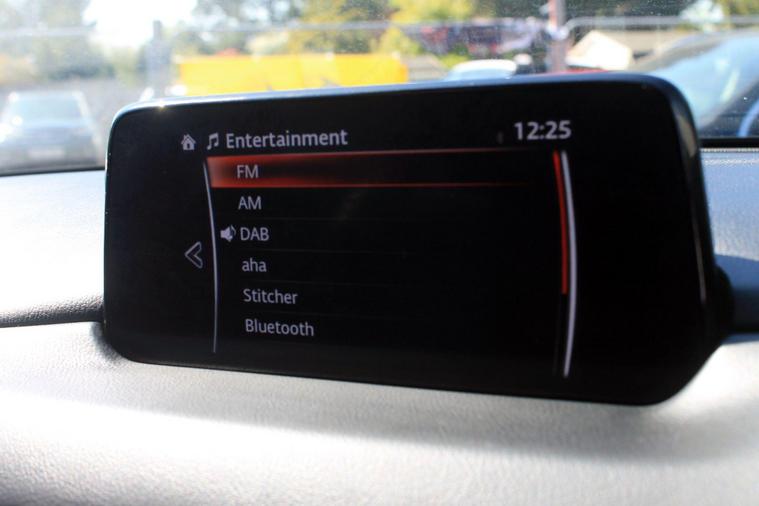 Entertainment 12:25
FM
AM
DAB
aha
Stitcher
Bluetooth